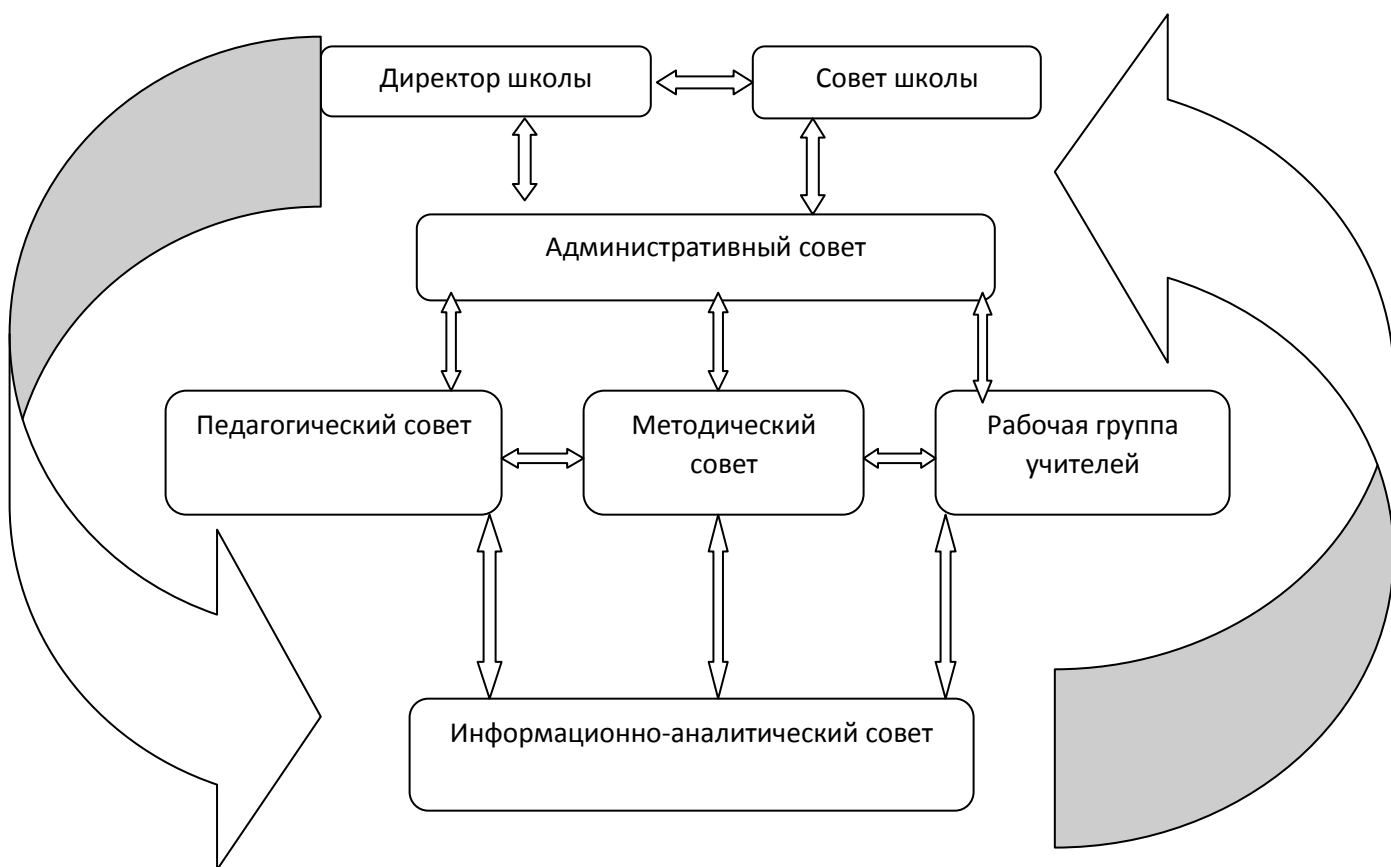 Директор школы
Совет школы
Административный совет
Педагогический совет
Методический
совет
Рабочая группа
учителей
Информационно-аналитический совет